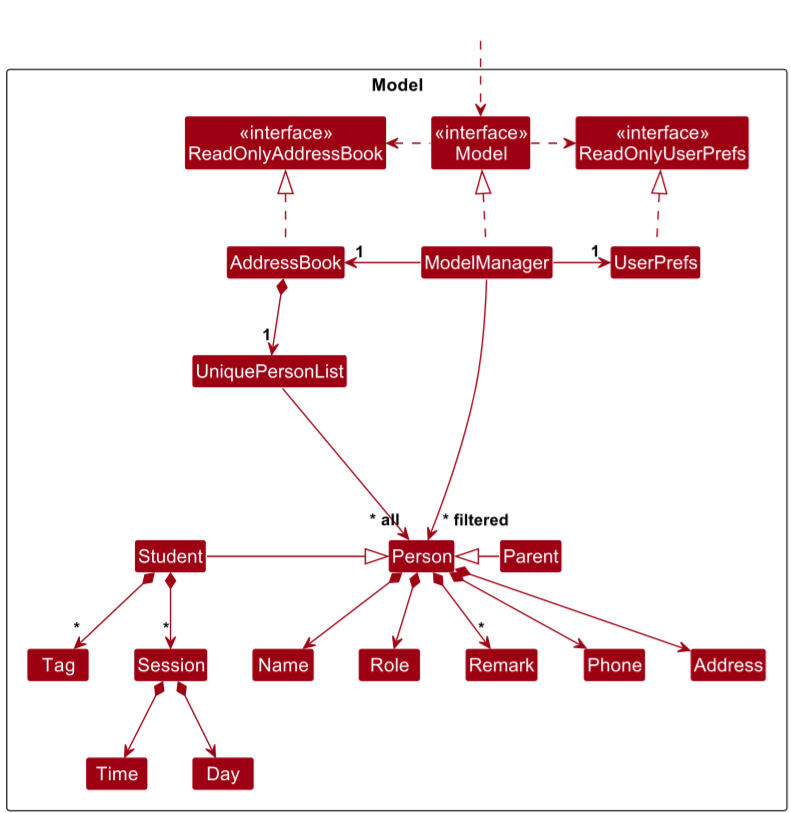 Model
«interface»
ReadOnlyAddressBook
«interface»
Model
«interface»
ReadOnlyUserPrefs
AddressBook
1
ModelManager
1
UserPrefs
1
UniquePersonList
* all
* filtered
Student
Person
Parent
*
*
*
Tag
Session
Name
Role
Remark
Phone
Address
Time
Day